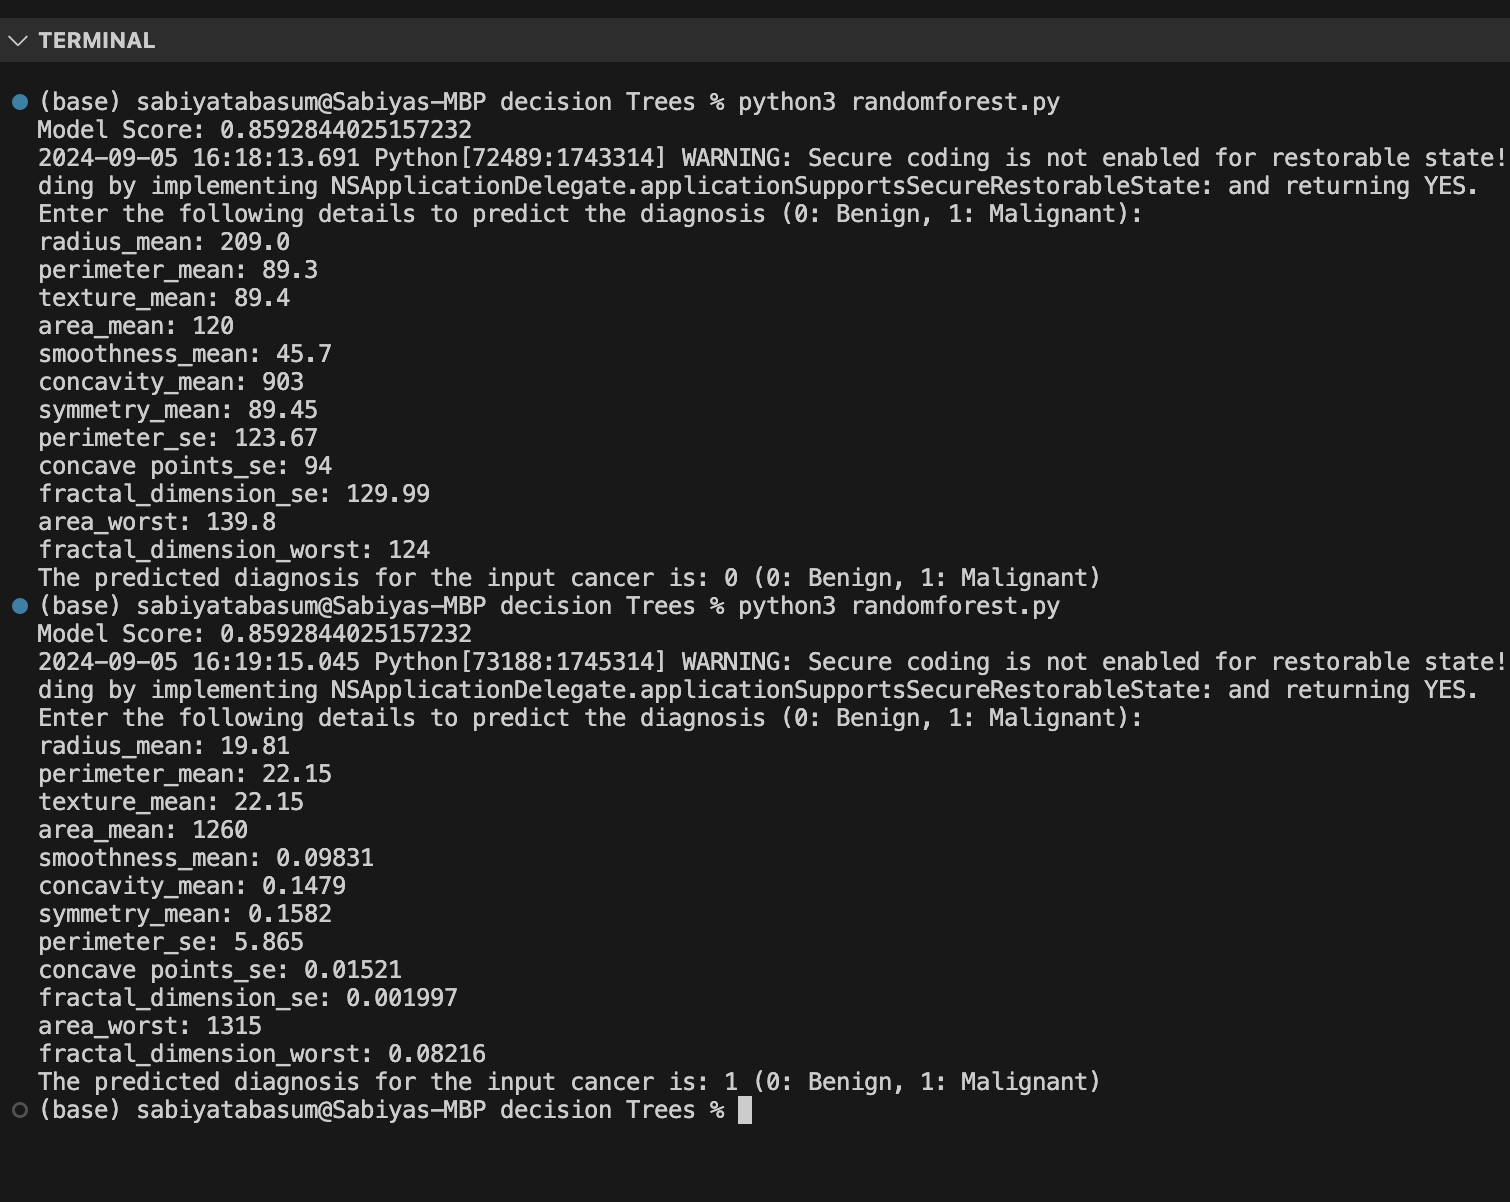 TERMINAL
(base) sabiyatabasum@Sabiyas-MBP decision Trees % python3 randomforest.py
Model Score: 0.8592844025157232
2024-09-05 16:18:13.691 Python[72489:1743314] WARNING: Secure coding is not enabled for restorable state!
ding by implementing NSApplicationDelegate.applicationSupportsSecureRestorableState: and returning YES.
Enter the following details to predict the diagnosis (0: Benign, 1: Malignant):
radius_mean: 209.0
perimeter_mean: 89.3
texture_mean: 89.4
area_mean: 120
smoothness_mean: 45.7
concavity_mean: 903
symmetry_mean: 89.45
perimeter_se: 123.67
concave points_se: 94
fractal_dimension_se: 129.99
area_worst: 139.8
fractal_dimension_worst: 124
The predicted diagnosis for the input cancer is: 0 (0: Benign, 1: Malignant)
(base) sabiyatabasum@Sabiyas-MBP decision Trees % python3 randomforest.py
Model Score: 0.8592844025157232
2024-09-05 16:19:15.045 Python[73188:1745314] WARNING: Secure coding is not enabled for restorable state!
ding by implementing NSApplicationDelegate.applicationSupportsSecureRestorableState: and returning YES.
Enter the following details to predict the diagnosis (0: Benign, 1: Malignant):
radius_mean: 19.81
perimeter_mean: 22.15
texture_mean: 22.15
area_mean: 1260
smoothness_mean: 0.09831
concavity_mean: 0.1479
symmetry_mean: 0.1582
perimeter_se: 5.865
concave points_se: 0.01521
fractal_dimension_se: 0.001997
area_worst: 1315
fractal_dimension_worst: 0.08216
The predicted diagnosis for the input cancer is: 1 (0: Benign, 1: Malignant)
(base) sabiyatabasum@Sabiyas-MBP decision Trees %